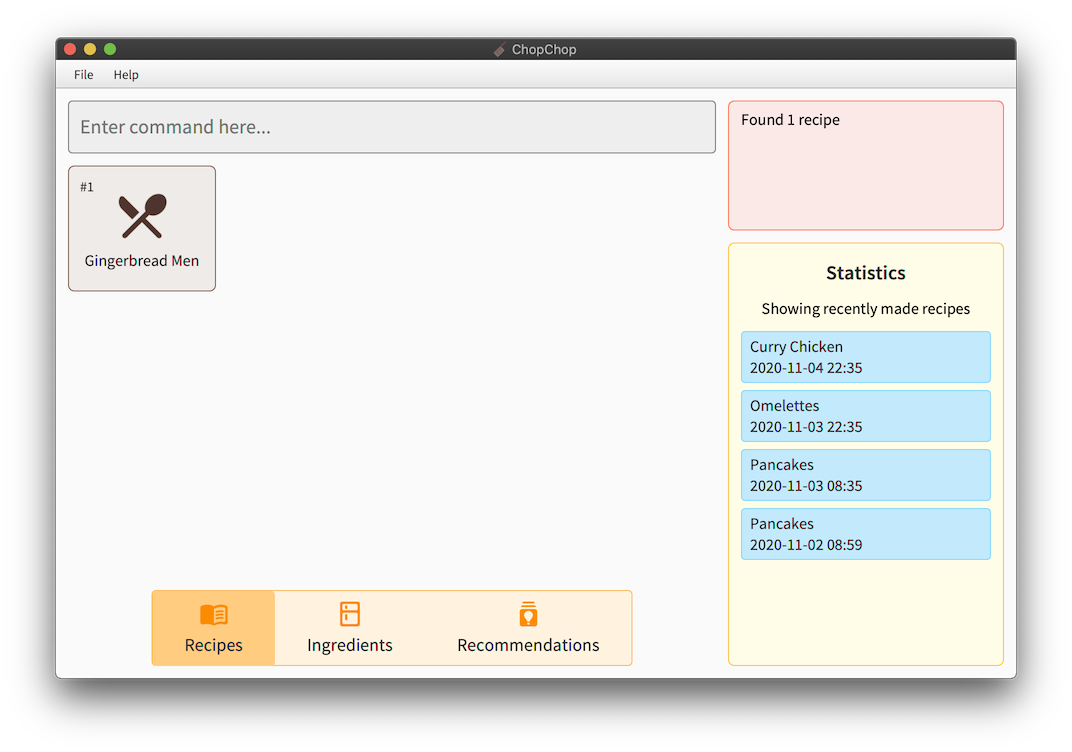 ChopChop
File Help
Enter command here...
Found 1 recipe
#1
Gingerbread Men
Statistics
Showing recently made recipes
Curry Chicken
2020-11-04 22:35
Omelettes
2020-11-03 22:35
Pancakes
2020-11-03 08:35
Pancakes
2020-11-02 08:59
Recipes Ingredients Recommendations